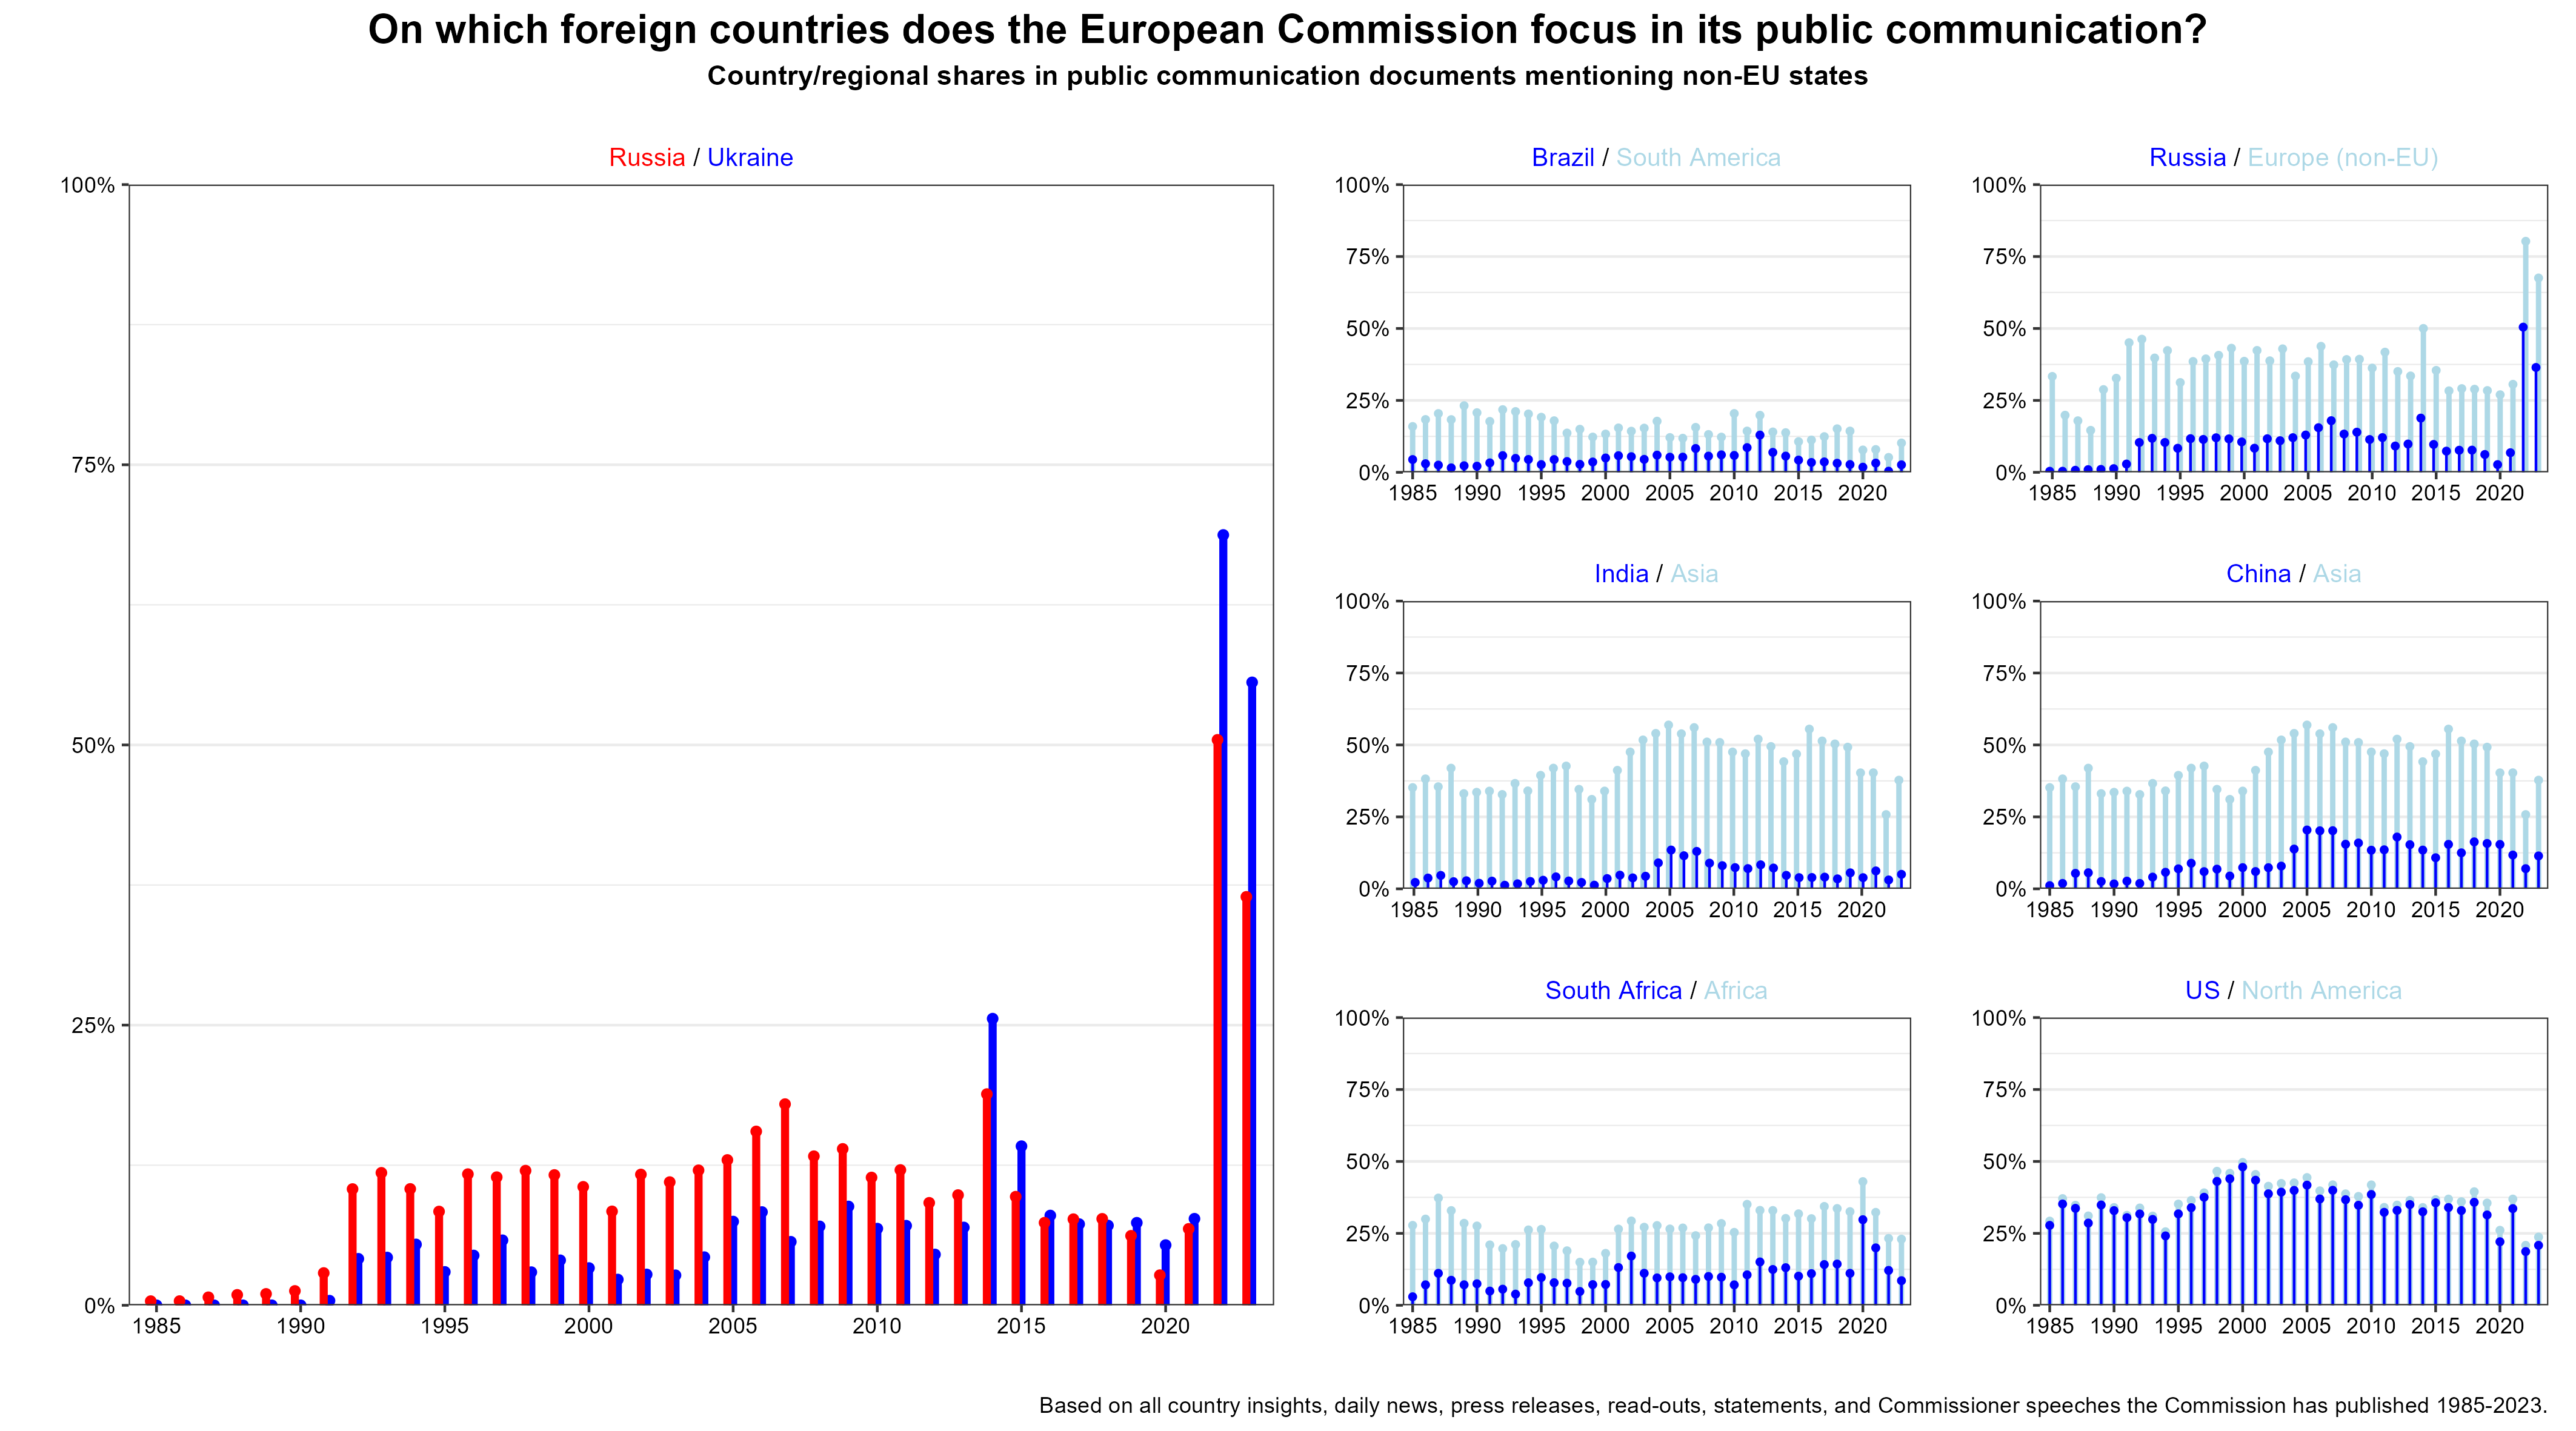 On which foreign countries does the European Commission focus in its public communication?
Country/regional shares in public communication documents mentioning non-EU states
Russia / Ukraine
100%
75%
50%
25%
0%
1985 1990 1995 2000 2005 2010 2015 2020
Brazil / South America
100%
75%
50%
25%
0%
1985 1990 1995 2000 2005 2010 2015 2020
Russia / Europe (non-EU)
100%
75%
50%
25%
0%
1985 1990 1995 2000 2005 2010 2015 2020
India / Asia
100%
75%
50%
25%
0%
1985 1990 1995 2000 2005 2010 2015 2020
China / Asia
100%
75%
50%
25%
0%
1985 1990 1995 2000 2005 2010 2015 2020
South Africa / Africa
100%
75%
50%
25%
0%
1985 1990 1995 2000 2005 2010 2015 2020
US / North America
100%
75%
50%
25%
0%
1985 1990 1995 2000 2005 2010 2015 2020
Based on all country insights, daily news, press releases, read-outs, statements, and Commissioner speeches the Commission has published 1985-2023.